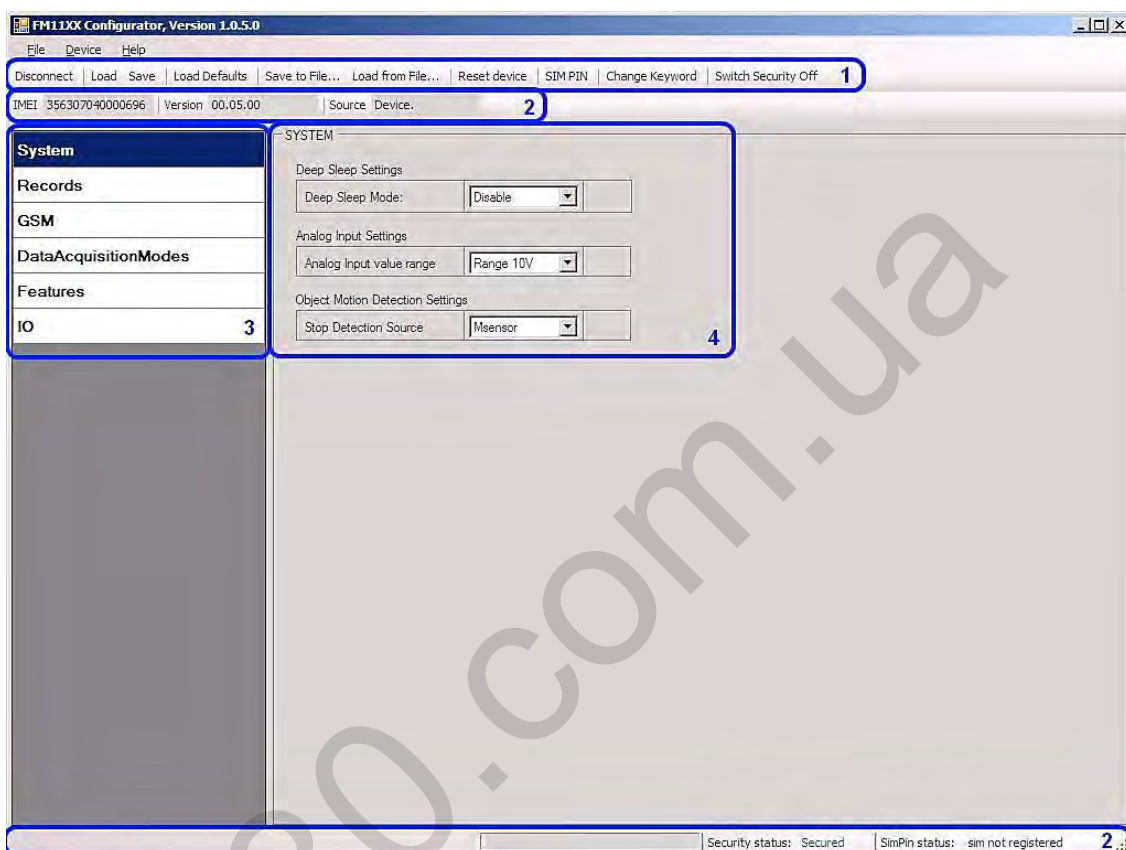 FM11XX Configurator, Version 1.0.5.0
File Device Help
Disconnect Load Save Load Defaults Save to File... Load from File... Reset device SIM PIN Change Keyword Switch Security Off 1
IMEI 356307040000696 Version 00.05.00 Source Device. 2
System
Records
GSM
DataAcquisitionModes
Features
IO 3
SYSTEM
Deep Sleep Settings
Deep Sleep Mode: Disable
Analog Input Settings
Analog Input value range Range 10V
Object Motion Detection Settings
Stop Detection Source Msensor
4
Security status: Secured SimPin status: sim not registered 2
80.com.ua